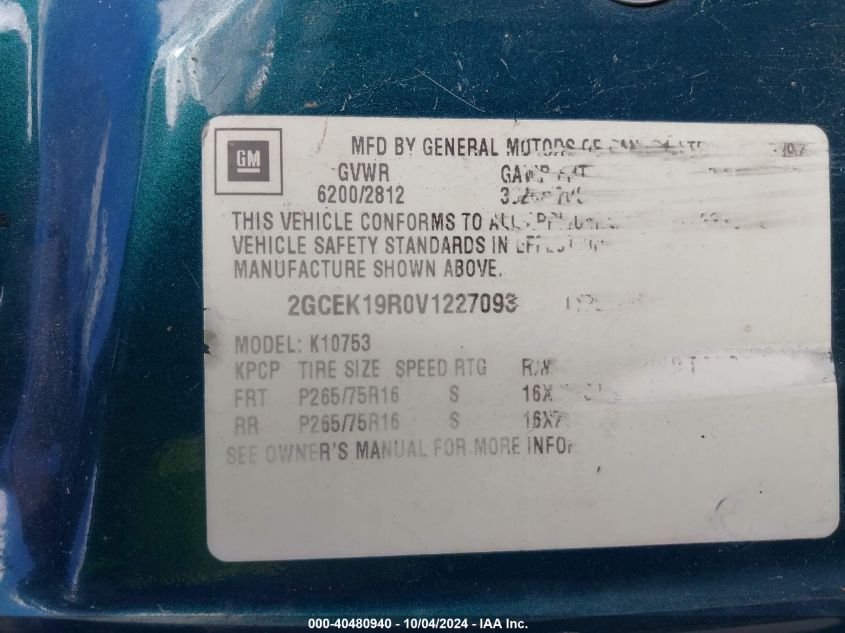 GM
MFD BY GENERAL MOTORS OF
GVWR
6200/2812
THIS VEHICLE CONFORMS TO
VEHICLE SAFETY STANDARDS IN
MANUFACTURE SHOWN ABOVE.
2GCEK19R0V1227093
MODEL: K10753
KPCP TIRE SIZE SPEED RTG
FRT P265/75R16 S
RR P265/75R16 S
SEE OWNER'S MANUAL FOR MORE
000-40480940 - 10/04/2024 - IAA Inc.